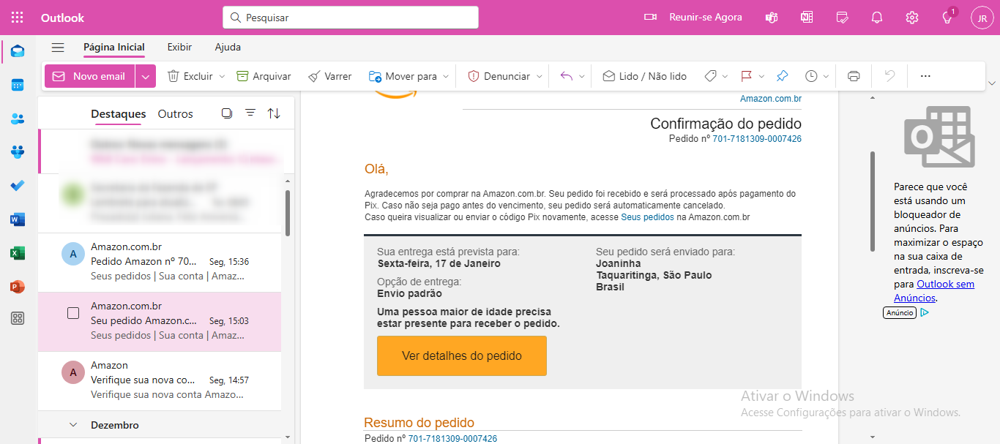 Outlook
Pesquisar
Reunir-se Agora
1
JR
Página Inicial
Exibir
Ajuda
Novo email
Excluir
Arquivar
Varrer
Mover para
Denunciar
Lido / Não lido
Destaques
Outros
A
Amazon.com.br
Pedido Amazon nº 70...
Seg, 15:36
Seus pedidos | Sua conta | Amaz...
Amazon.com.br
Seu pedido Amazon.c...
Seg, 15:03
Seus pedidos | Sua conta | Amaz...
A
Amazon
Verifique sua nova co...
Seg, 14:57
Verifique sua nova conta Amazo...
Dezembro
Amazon.com.br
Confirmação do pedido
Pedido nº 701-7181309-0007426
Olá,
Agradecemos por comprar na Amazon.com.br. Seu pedido foi recebido e será processado após pagamento do
Pix. Caso não seja pago antes do vencimento, seu pedido será automaticamente cancelado.
Caso queira visualizar ou enviar o código Pix novamente, acesse Seus pedidos na Amazon.com.br
Sua entrega está prevista para:
Sexta-feira, 17 de Janeiro
Opção de entrega:
Envio padrão
Uma pessoa maior de idade precisa
estar presente para receber o pedido.
Ver detalhes do pedido
Seu pedido será enviado para:
Joaninha
Taquaritinga, São Paulo
Brasil
Resumo do pedido
Pedido nº 701-7181309-0007426
Parece que você
está usando um
bloqueador de
anúncios. Para
maximizar o espaço
na sua caixa de
entrada, inscreva-se
para Outlook sem
Anúncios.
Anúncio
Ativar o Windows
Acesse Configurações para ativar o Windows.